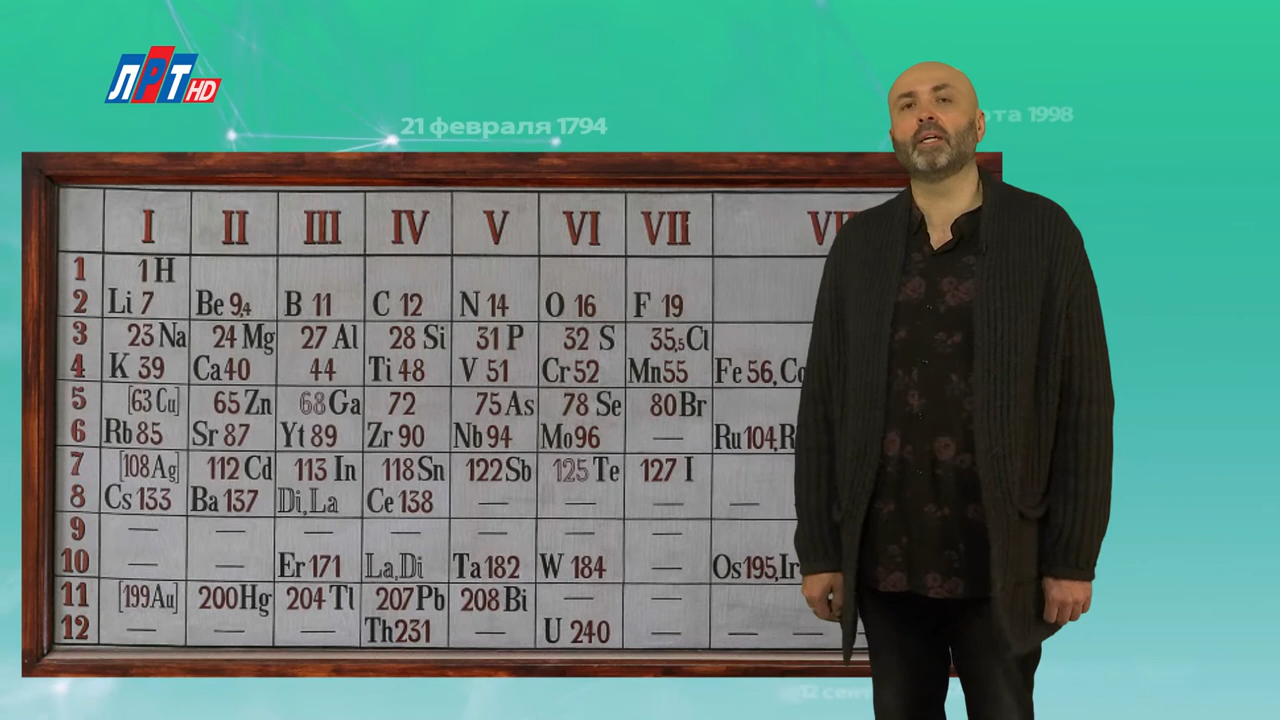 ЛРТ HD
21 февраля 1794
та 1998
I II III IV V VI VII
1 1 H
2 Li 7 Be 9,4 B 11 C 12 N 14 O 16 F 19
3 23 Na 24 Mg 27 Al 28 Si 31 P 32 S 35,5 Cl
4 K 39 Ca 40 44 Ti 48 V 51 Cr 52 Mn 55 Fe 56, Co
5 [63 Cu] 65 Zn 68 Ga 72 75 As 78 Se 80 Br
6 Rb 85 Sr 87 Yt 89 Zr 90 Nb 94 Mo 96 — Ru 104, R
7 [108 Ag] 112 Cd 113 In 118 Sn 122 Sb 125 Te 127 I
8 Cs 133 Ba 137 Di, La Ce 138 — — — —
9 — — — — — — —
10 — — Er 171 La, Di Ta 182 W 184 — Os 195, Ir
11 [199 Au] 200 Hg 204 Tl 207 Pb 208 Bi — —
12 — — — Th 231 — U 240 — — —
12 сент